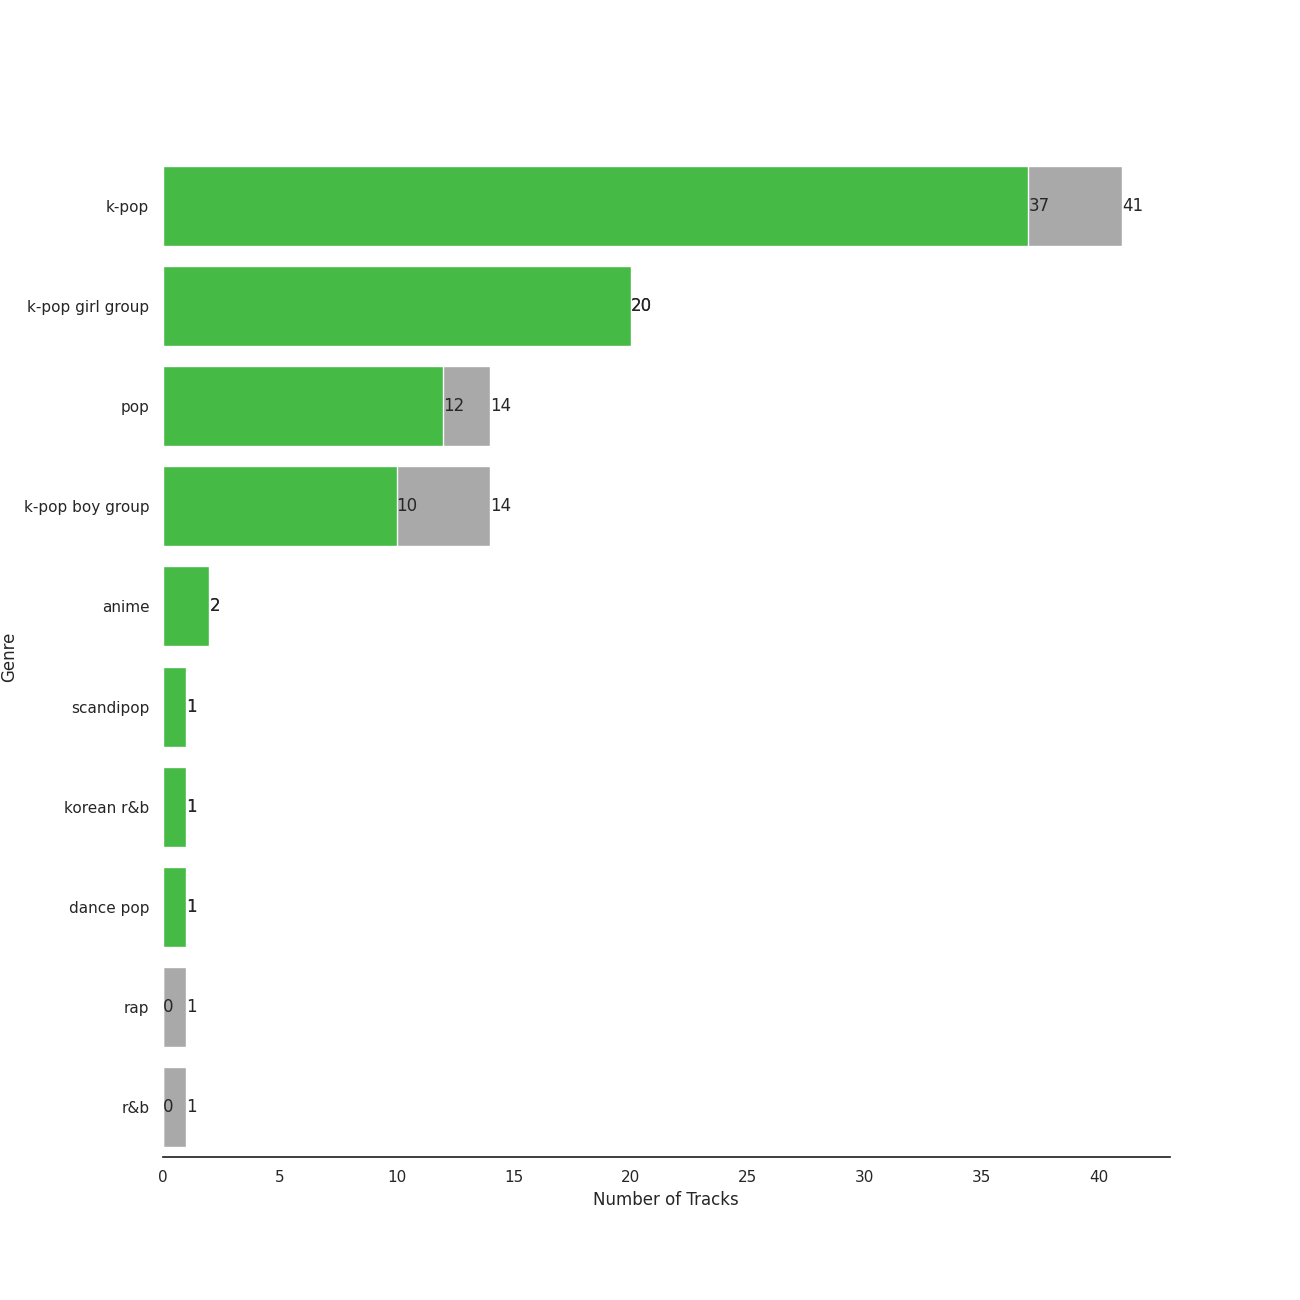 k-pop 37 41
k-pop girl group 20
pop 12 14
k-pop boy group 10 14
anime 2
scandipop 1
korean r&b 1
dance pop 1
rap 0 1
r&b 0 1
Genre
0 5 10 15 20 25 30 35 40
Number of Tracks